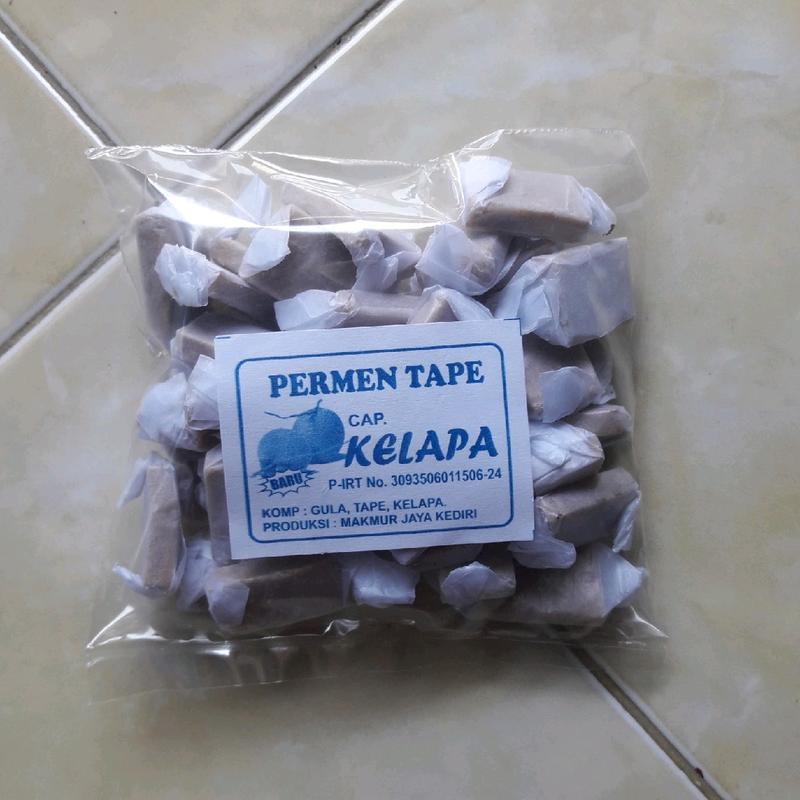 PERMEN TAPE
CAP.
KELAPA
BARU
P-IRT No. 3093506011506-24
KOMP : GULA, TAPE, KELAPA.
PRODUKSI : MAKMUR JAYA KEDIRI